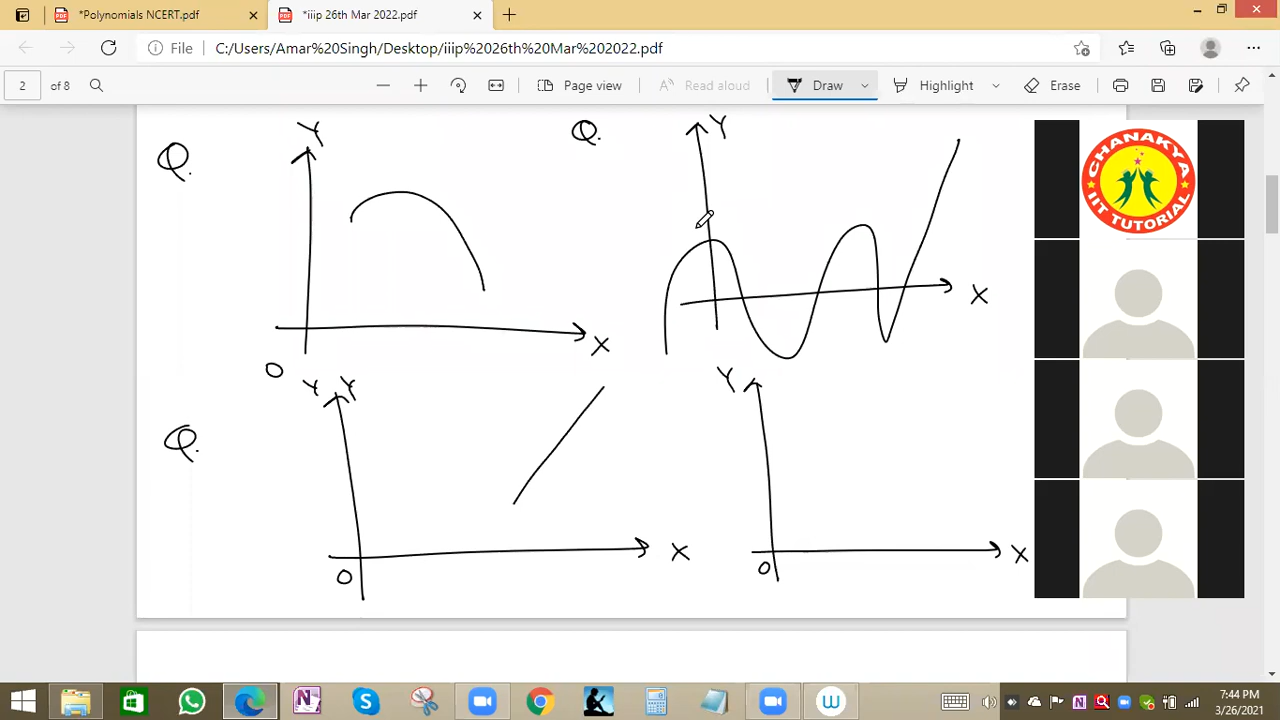 *Polynomials NCERT.pdf
*iiip 26th Mar 2022.pdf
File
C:/Users/Amar%20Singh/Desktop/iiip%2026th%20Mar%202022.pdf
2 of 8
Page view
Read aloud
Draw
Highlight
Erase
Q.
Y
X
O
Q.
Y
X
CHANAKYA
IIT TUTORIAL
Q.
Y Y
X
O
Y
X
O
7:44 PM
3/26/2021